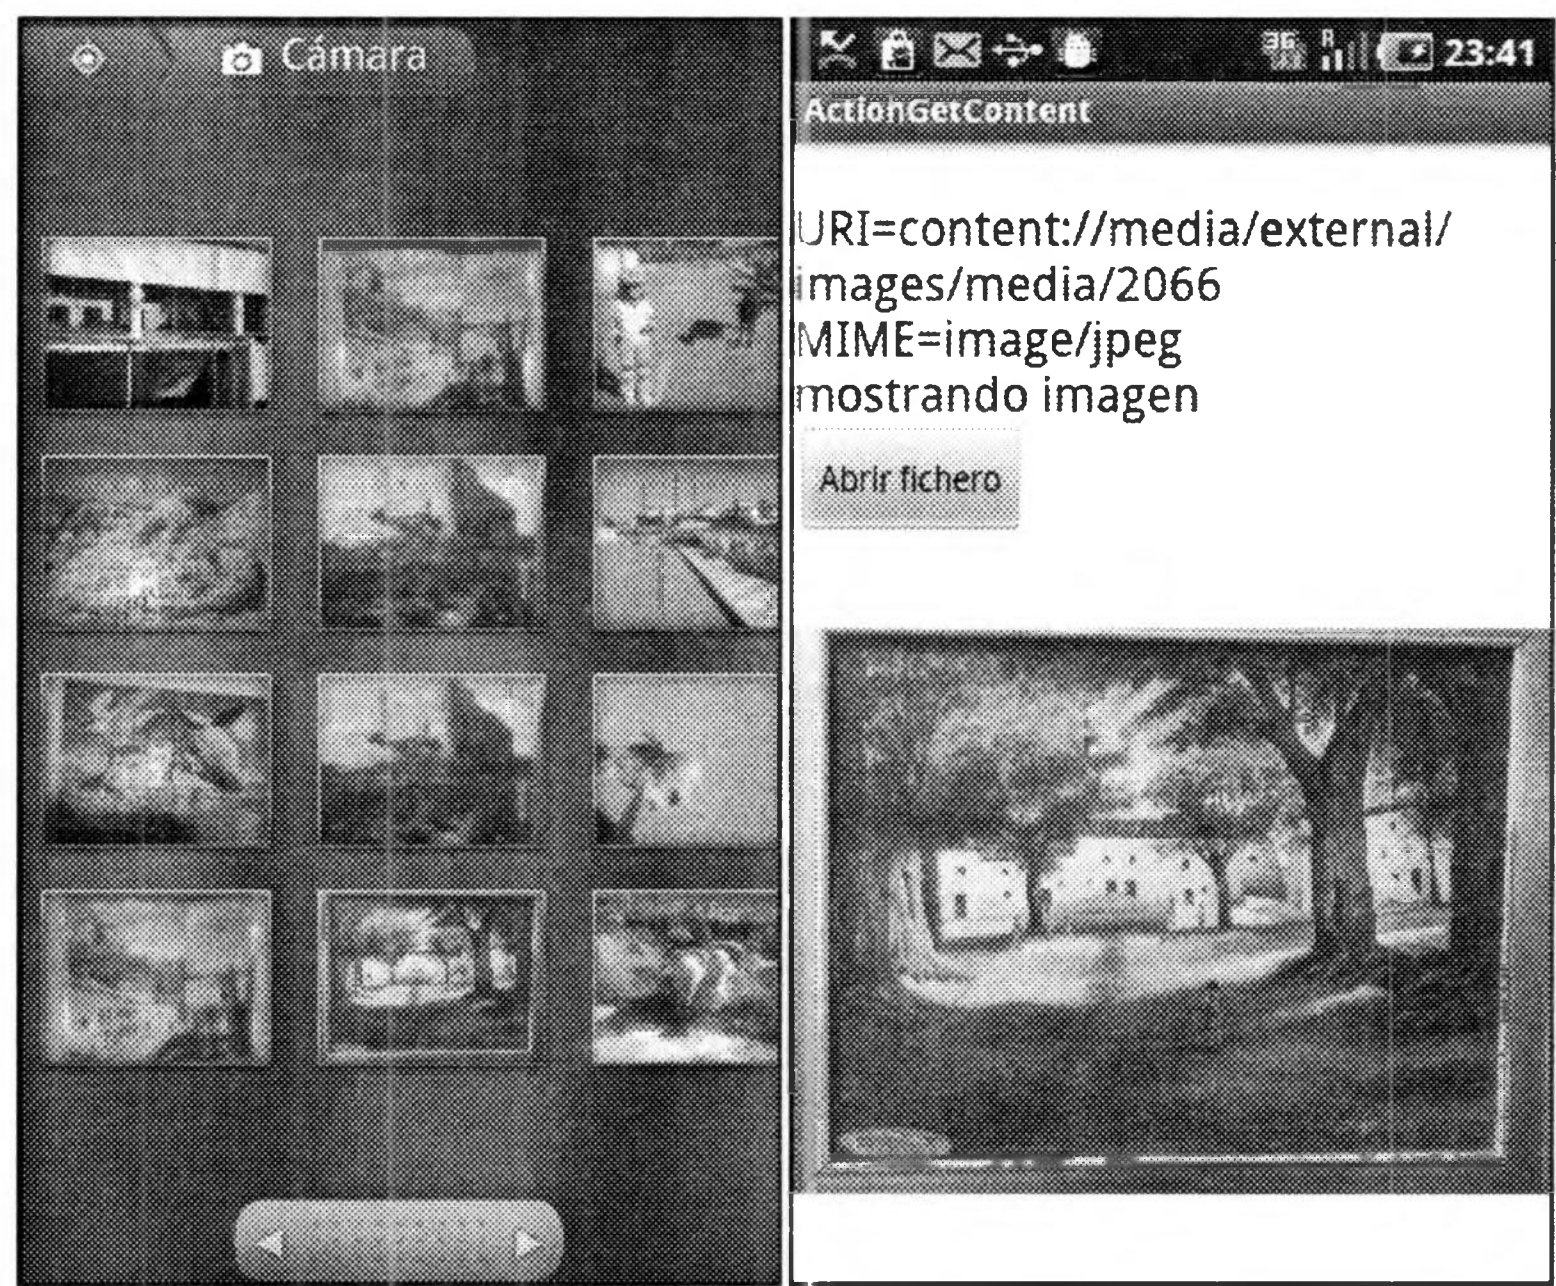 Cámara
23:41
ActionGetContent
URI=content://media/external/
images/media/2066
MIME=image/jpeg
mostrando imagen
Abrir fichero